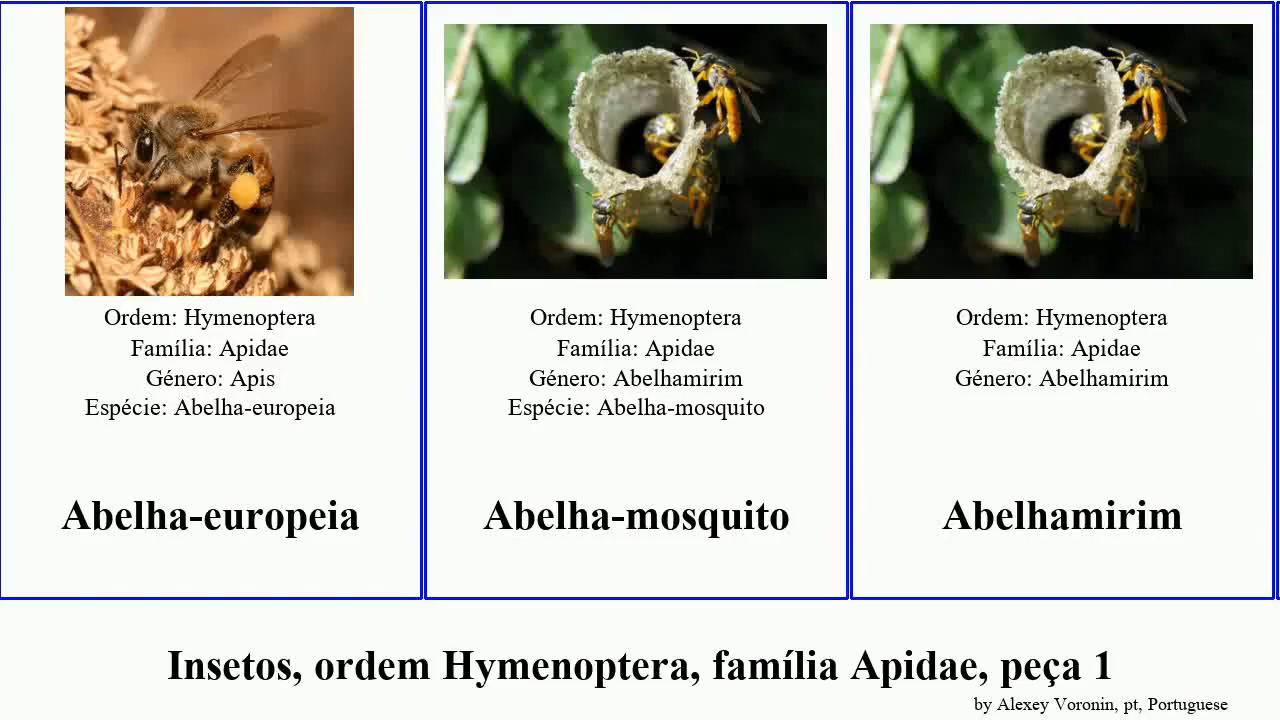 Ordem: Hymenoptera
Família: Apidae
Género: Apis
Espécie: Abelha-europeia
Abelha-europeia
Ordem: Hymenoptera
Família: Apidae
Género: Abelhamirim
Espécie: Abelha-mosquito
Abelha-mosquito
Ordem: Hymenoptera
Família: Apidae
Género: Abelhamirim
Abelhamirim
Insetos, ordem Hymenoptera, família Apidae, peça 1
by Alexey Voronin, pt, Portuguese